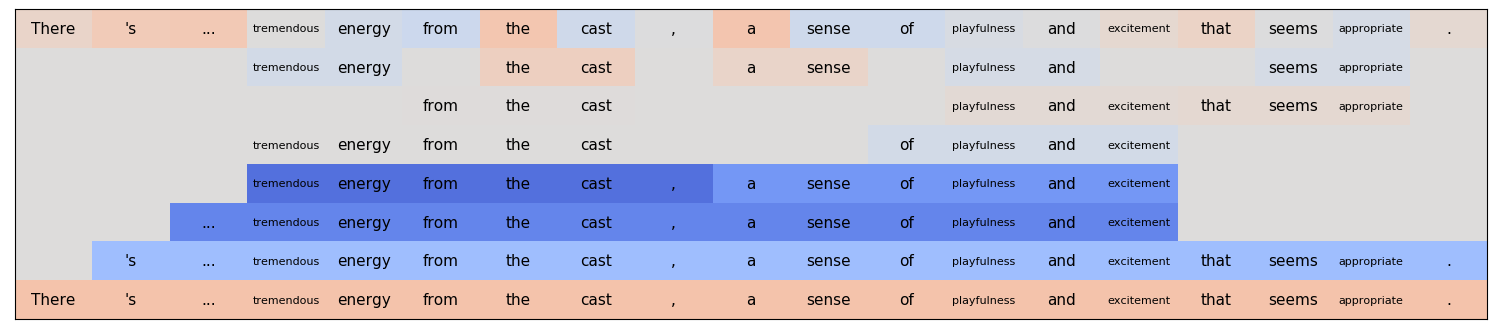 There 's ... tremendous energy from the cast , a sense of playfulness and excitement that seems appropriate .
tremendous energy the cast a sense playfulness and seems appropriate
from the cast playfulness and excitement that seems appropriate
tremendous energy from the cast of playfulness and excitement
tremendous energy from the cast , a sense of playfulness and excitement
... tremendous energy from the cast , a sense of playfulness and excitement
's ... tremendous energy from the cast , a sense of playfulness and excitement that seems appropriate .
There 's ... tremendous energy from the cast , a sense of playfulness and excitement that seems appropriate .